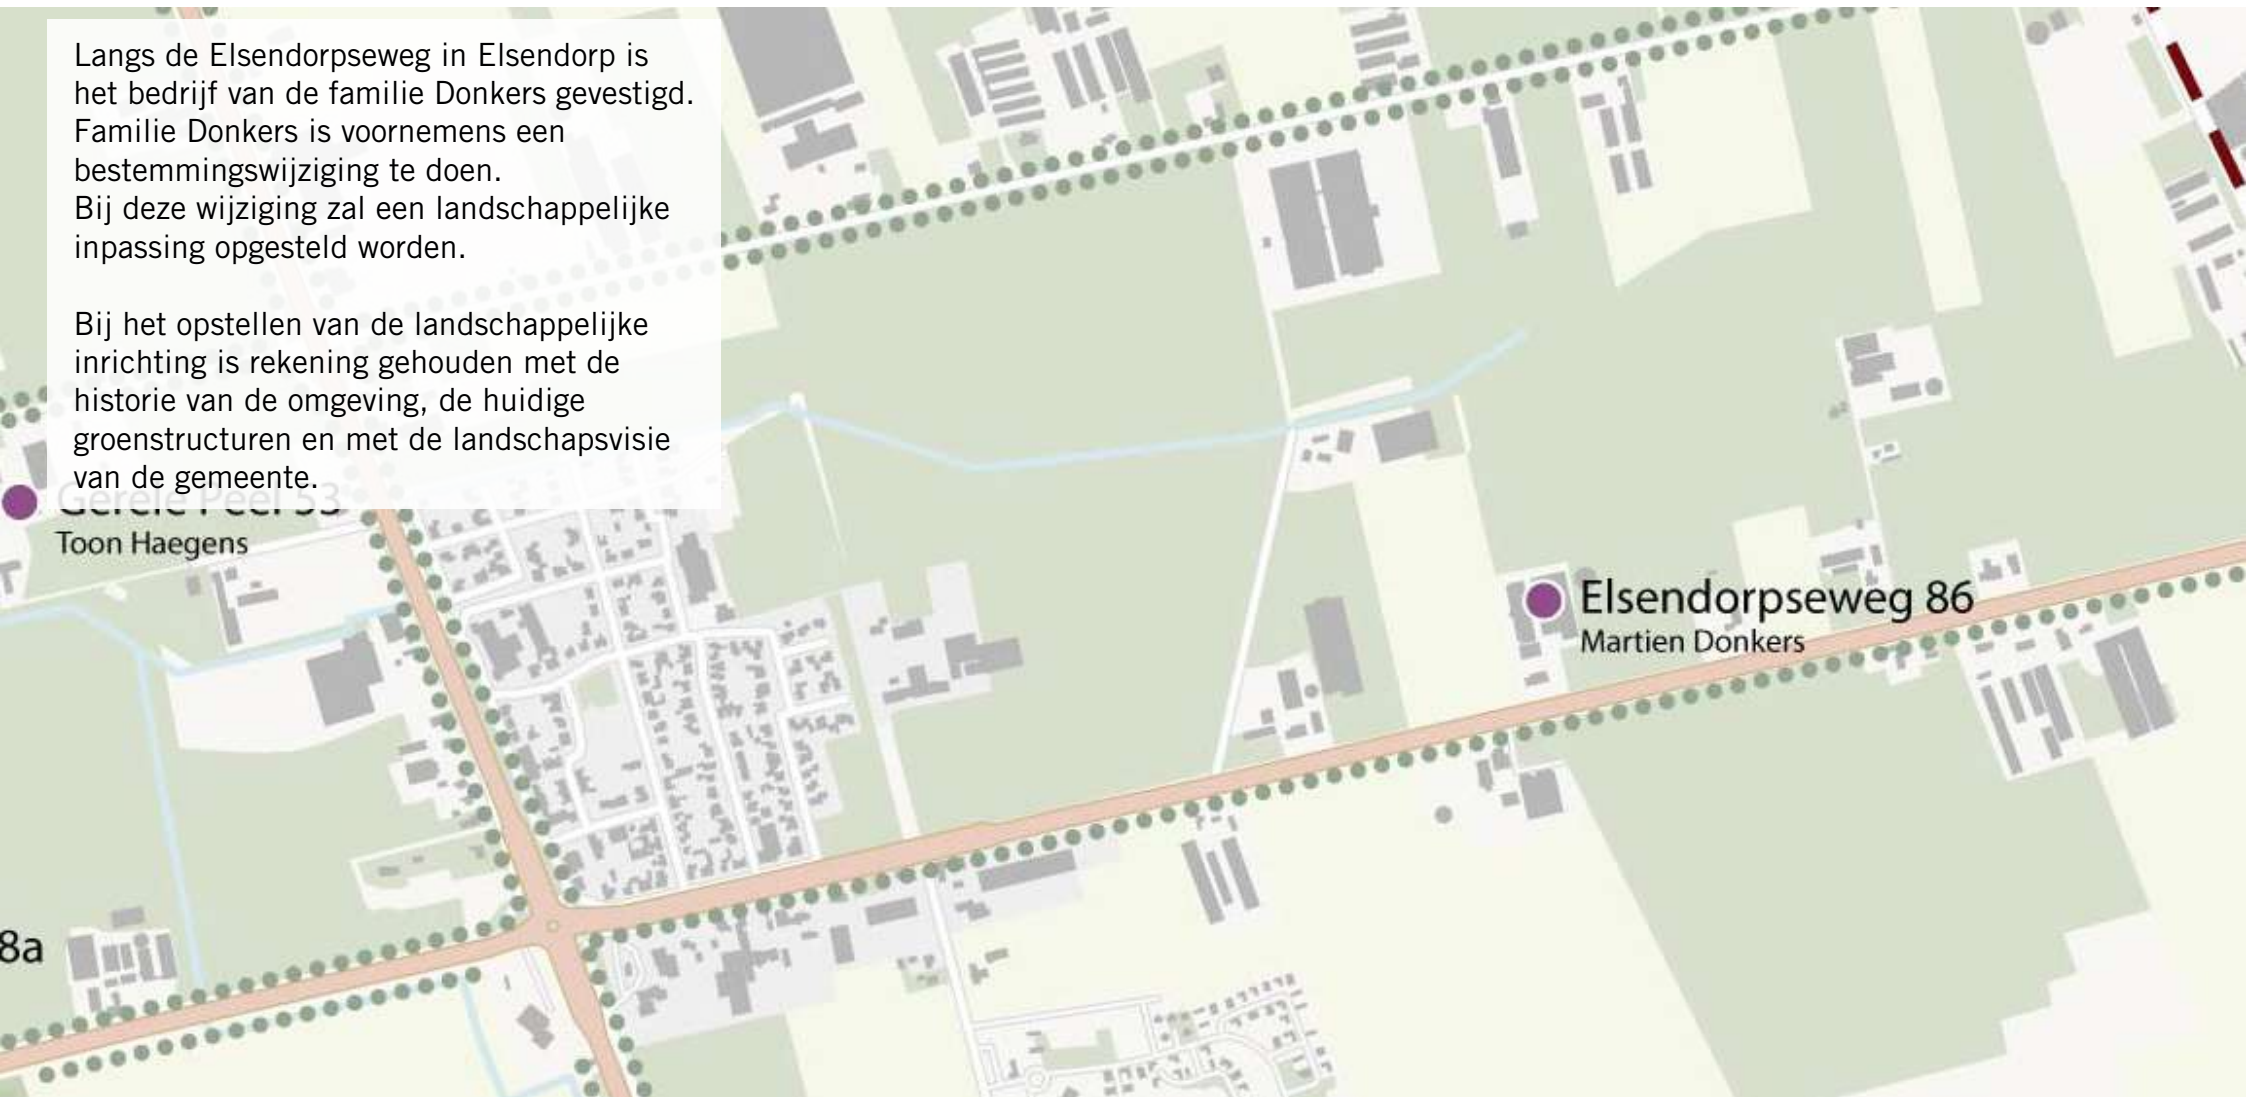 Langs de Elsendorpseweg in Elsendorp is
het bedrijf van de familie Donkers gevestigd.
Familie Donkers is voornemens een
bestemmingswijziging te doen.
Bij deze wijziging zal een landschappelijke
inpassing opgesteld worden.
Bij het opstellen van de landschappelijke
inrichting is rekening gehouden met de
historie van de omgeving, de huidige
groenstructuren en met de landschapsvisie
van de gemeente.
Gerele Peel 53
Toon Haegens
Elsendorpseweg 86
Martien Donkers
8a